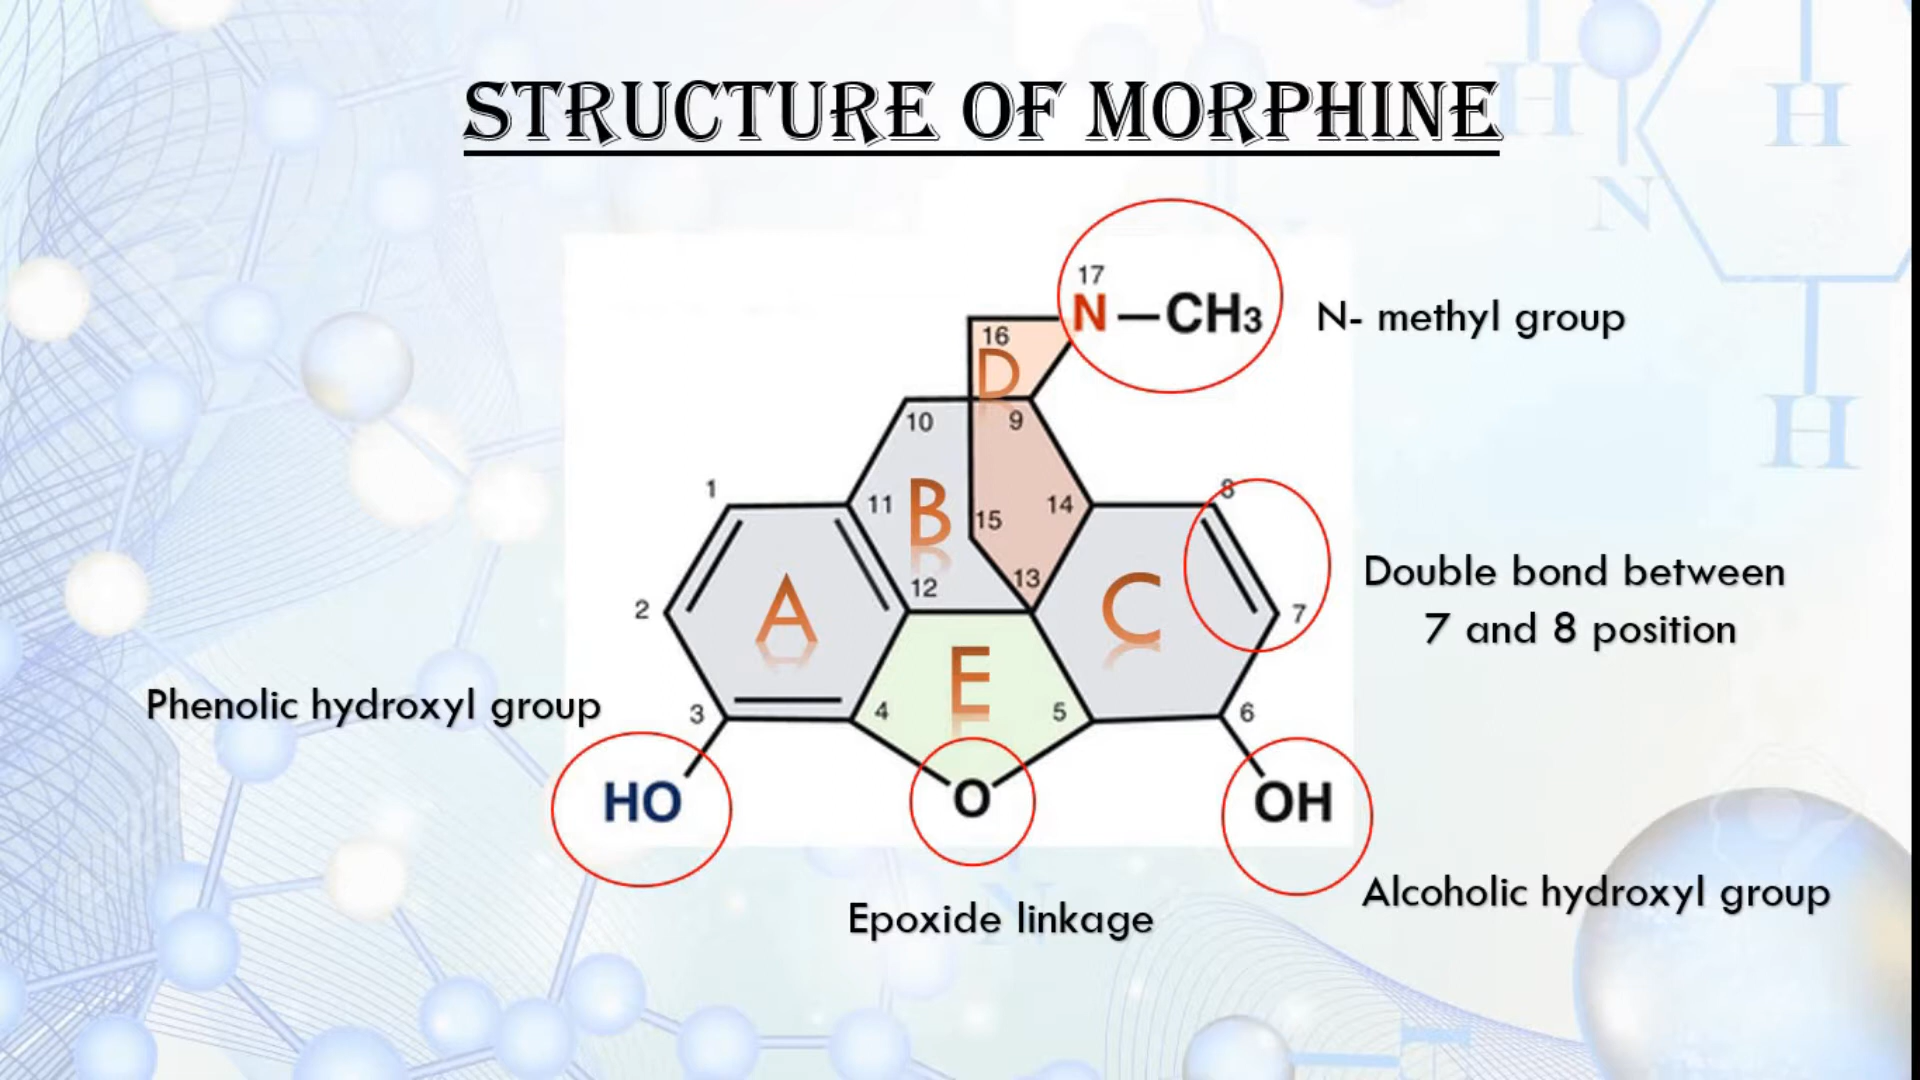 STRUCTURE OF MORPHINE
17
N–CH3
N- methyl group
16
D
10
9
1
11
B
15
14
8
Double bond between
7 and 8 position
2
A
12
13
C
7
E
Phenolic hydroxyl group
3
4
5
6
HO
O
OH
Epoxide linkage
Alcoholic hydroxyl group
H
H
N
H
N